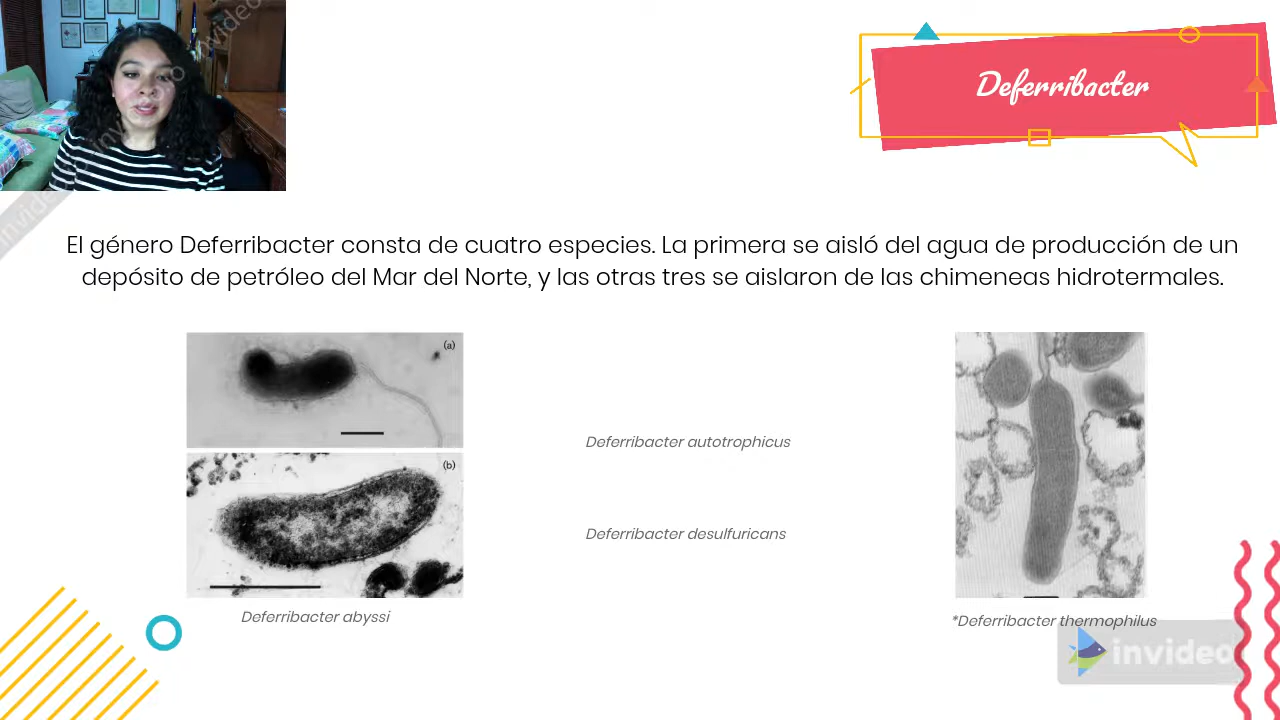 Deferribacter
El género Deferribacter consta de cuatro especies. La primera se aisló del agua de producción de un
depósito de petróleo del Mar del Norte, y las otras tres se aislaron de las chimeneas hidrotermales.
(a)
(b)
Deferribacter autotrophicus
Deferribacter desulfuricans
Deferribacter abyssi
*Deferribacter thermophilus
invideo